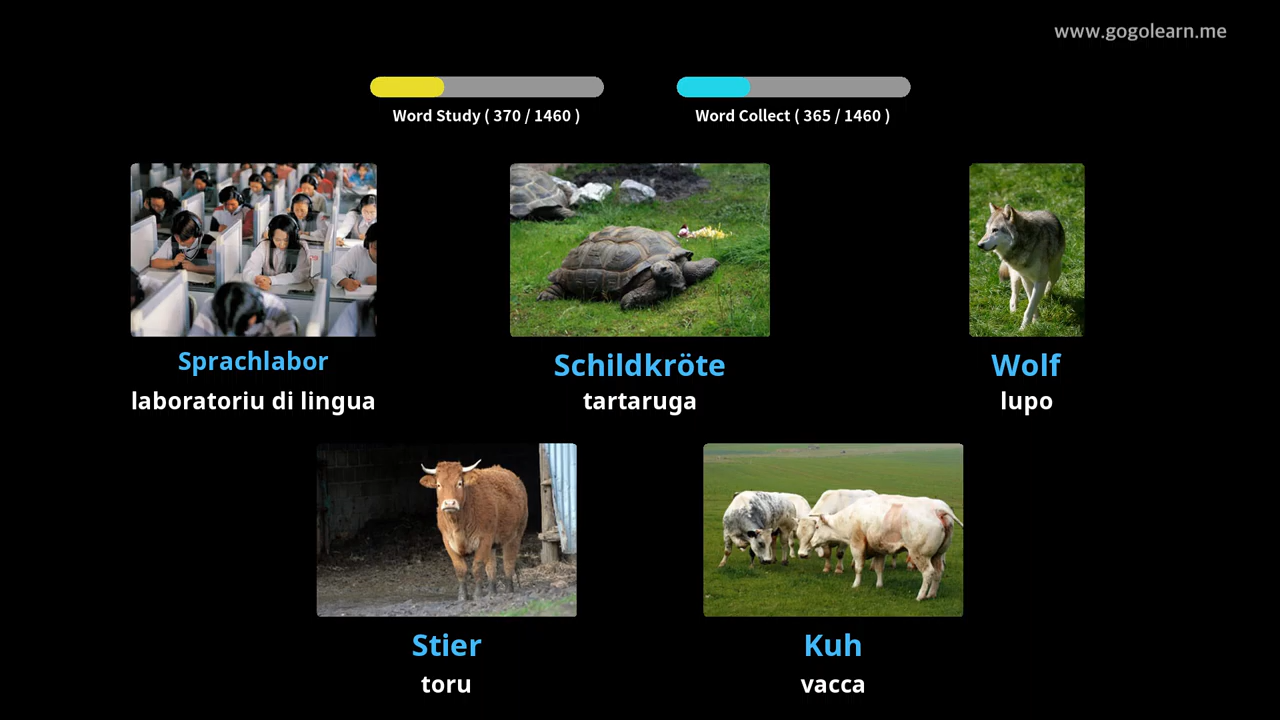 www.gogolearn.me
Word Study ( 370 / 1460 )
Word Collect ( 365 / 1460 )
Sprachlabor
laboratoriu di lingua
Schildkröte
tartaruga
Wolf
lupo
Stier
toru
Kuh
vacca